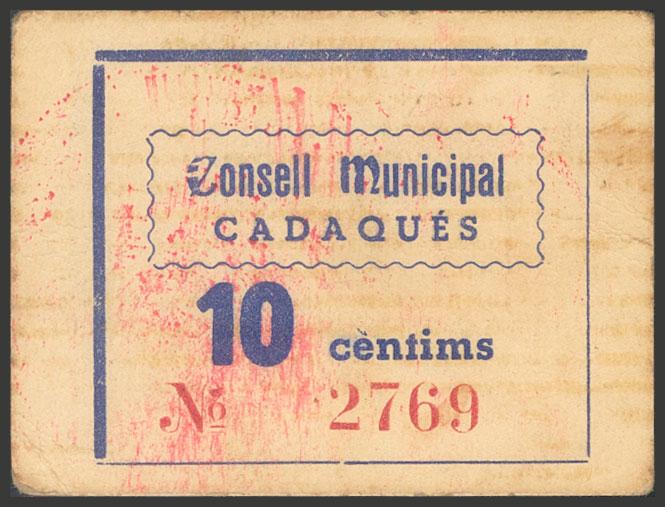 Consell Municipal
CADAQUÉS
10 cèntims
№ 2769